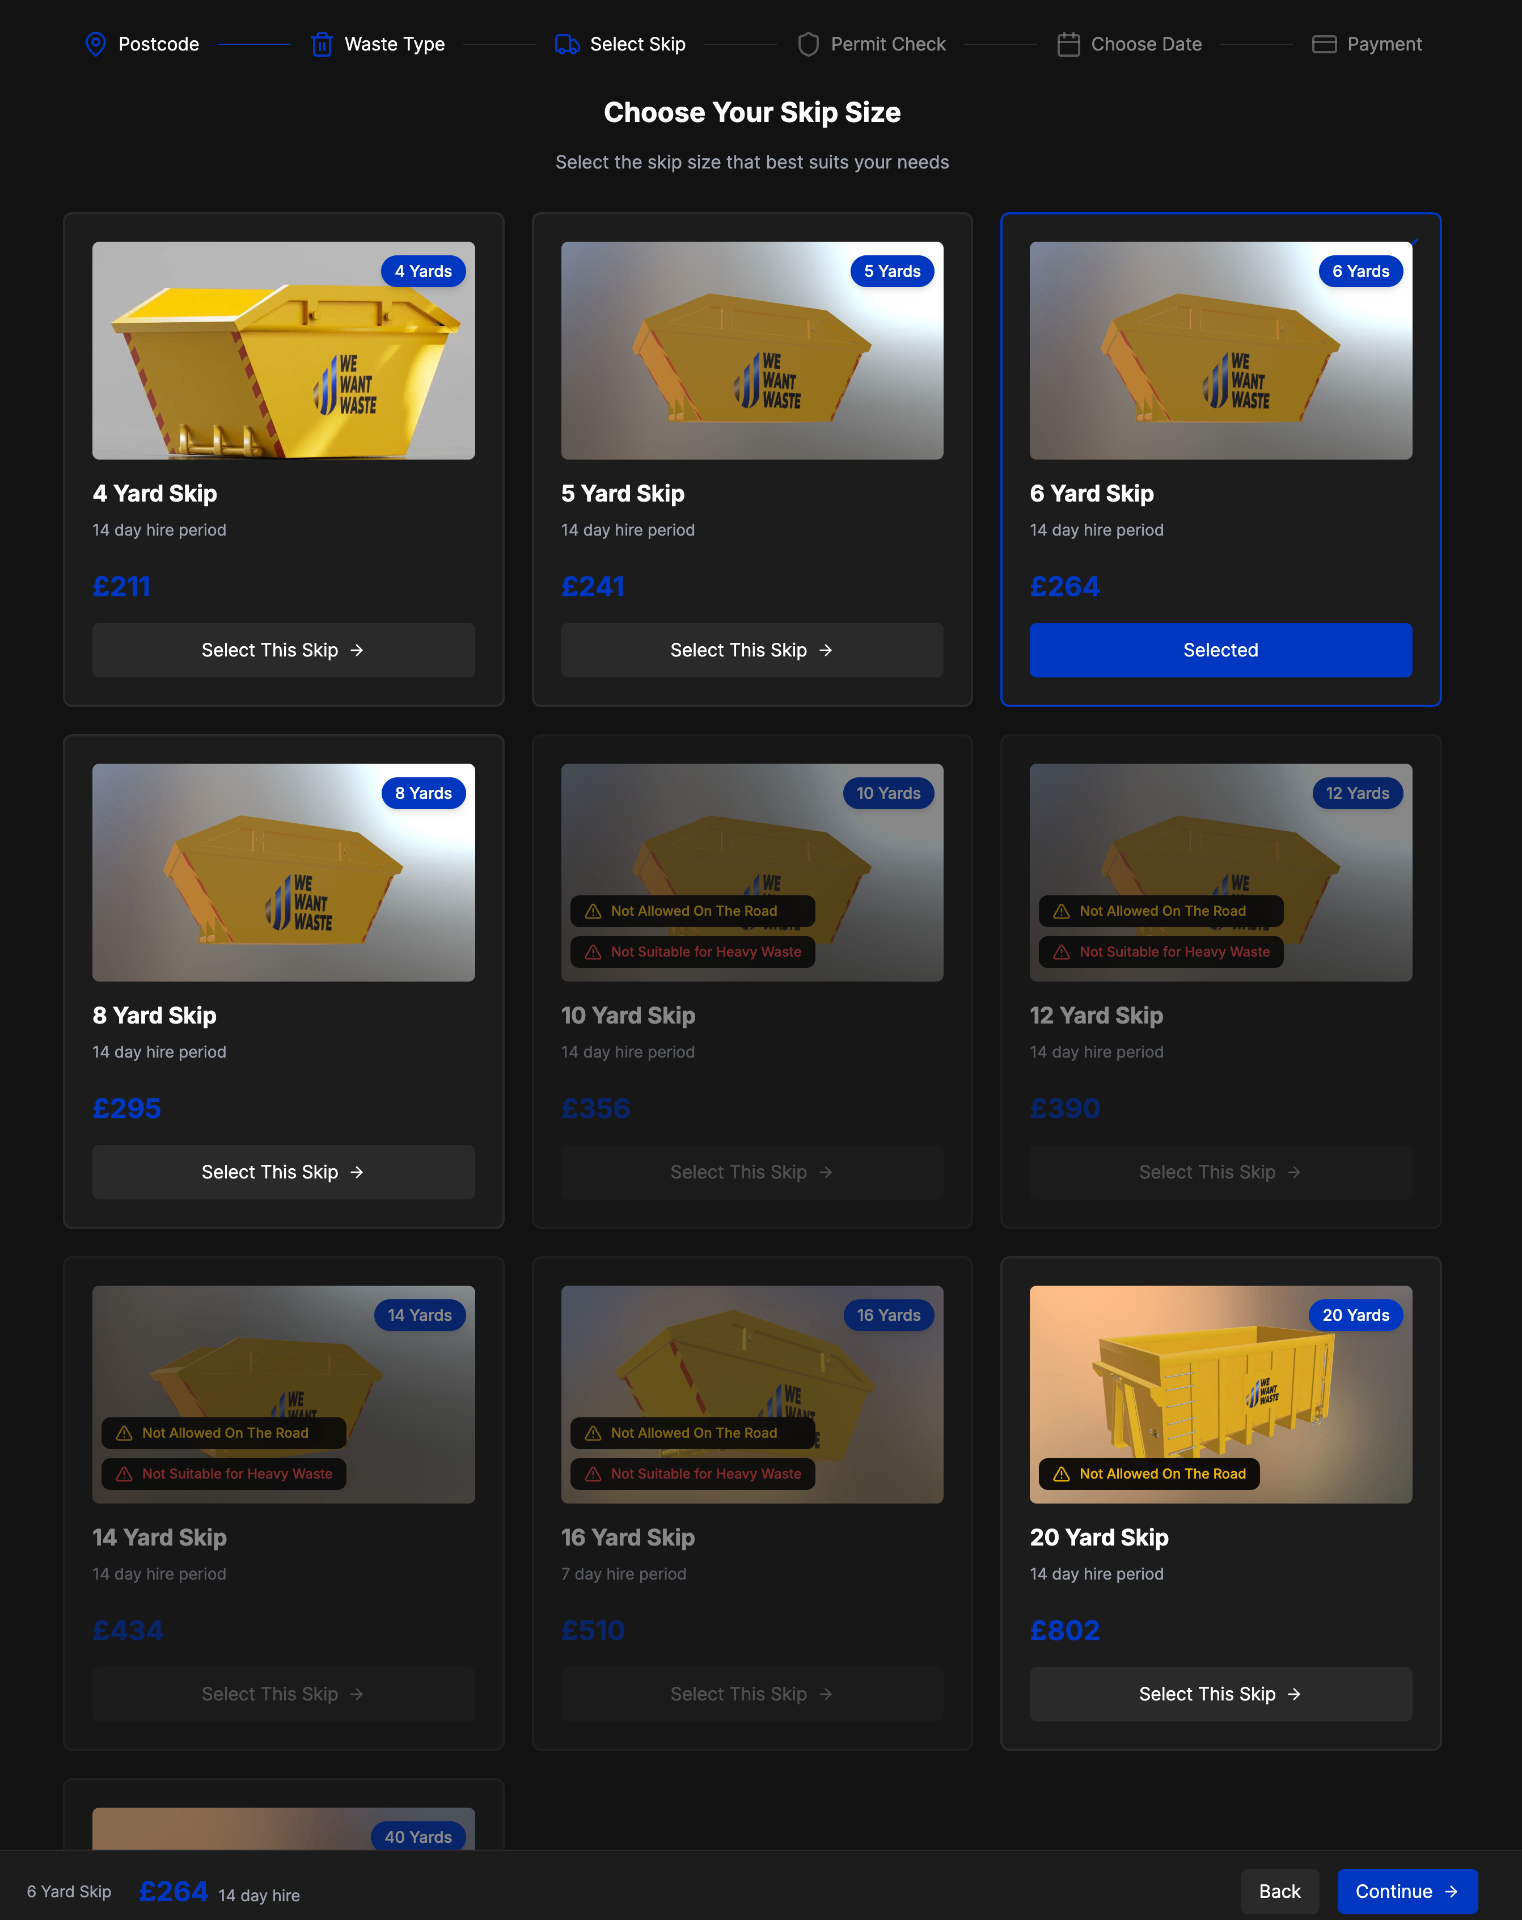 Postcode
Waste Type
Select Skip
Permit Check
Choose Date
Payment
Choose Your Skip Size
Select the skip size that best suits your needs
4 Yards
WE
WANT
WASTE
4 Yard Skip
14 day hire period
£211
Select This Skip →
5 Yards
WE
WANT
WASTE
5 Yard Skip
14 day hire period
£241
Select This Skip →
6 Yards
WE
WANT
WASTE
6 Yard Skip
14 day hire period
£264
Selected
8 Yards
WE
WANT
WASTE
8 Yard Skip
14 day hire period
£295
Select This Skip →
10 Yards
WE
Not Allowed On The Road
Not Suitable for Heavy Waste
10 Yard Skip
14 day hire period
£356
Select This Skip →
12 Yards
WE
Not Allowed On The Road
Not Suitable for Heavy Waste
12 Yard Skip
14 day hire period
£390
Select This Skip →
14 Yards
WE
WANT
Not Allowed On The Road
Not Suitable for Heavy Waste
14 Yard Skip
14 day hire period
£434
Select This Skip →
16 Yards
WE
WANT
Not Allowed On The Road
Not Suitable for Heavy Waste
16 Yard Skip
7 day hire period
£510
Select This Skip →
20 Yards
WE
WANT
WASTE
Not Allowed On The Road
20 Yard Skip
14 day hire period
£802
Select This Skip →
40 Yards
6 Yard Skip
£264 14 day hire
Back
Continue →